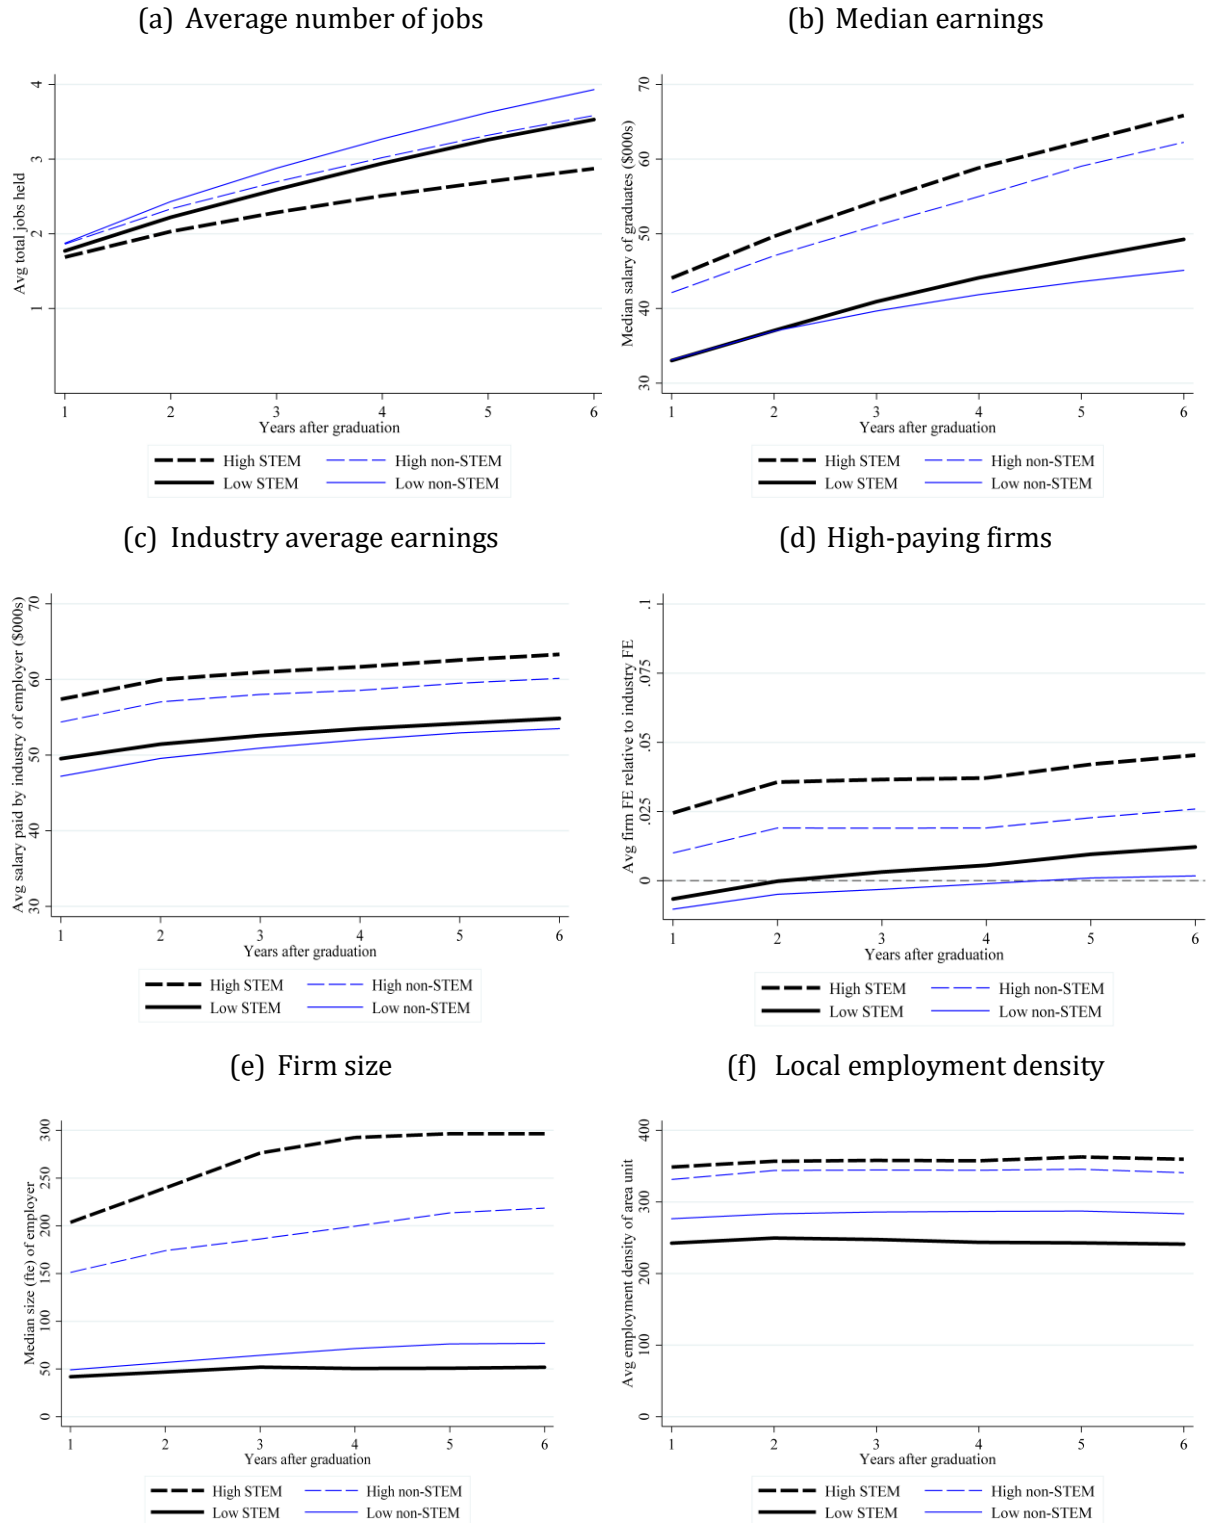 (a) Average number of jobs
Avg total jobs held
4
3
2
1
1 2 3 4 5 6
Years after graduation
High STEM High non-STEM
Low STEM Low non-STEM
(b) Median earnings
Median salary of graduates ($000s)
70
60
50
40
30
1 2 3 4 5 6
Years after graduation
High STEM High non-STEM
Low STEM Low non-STEM
(c) Industry average earnings
Avg salary paid by industry of employer ($000s)
70
60
50
40
30
1 2 3 4 5 6
Years after graduation
High STEM High non-STEM
Low STEM Low non-STEM
(d) High-paying firms
Avg firm FE relative to industry FE
.1
.075
.05
.025
0
1 2 3 4 5 6
Years after graduation
High STEM High non-STEM
Low STEM Low non-STEM
(e) Firm size
Median size (fte) of employer
300
250
200
150
100
50
0
1 2 3 4 5 6
Years after graduation
High STEM High non-STEM
Low STEM Low non-STEM
(f) Local employment density
Avg employment density of area unit
400
300
200
100
0
1 2 3 4 5 6
Years after graduation
High STEM High non-STEM
Low STEM Low non-STEM